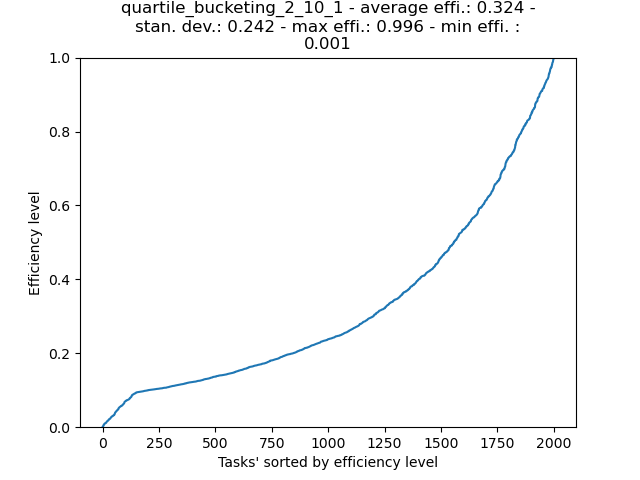 quartile_bucketing_2_10_1 - average effi.: 0.324 -
stan. dev.: 0.242 - max effi.: 0.996 - min effi. :
0.001
1.0
0.8
0.6
0.4
0.2
0.0
Efficiency level
0 250 500 750 1000 1250 1500 1750 2000
Tasks' sorted by efficiency level